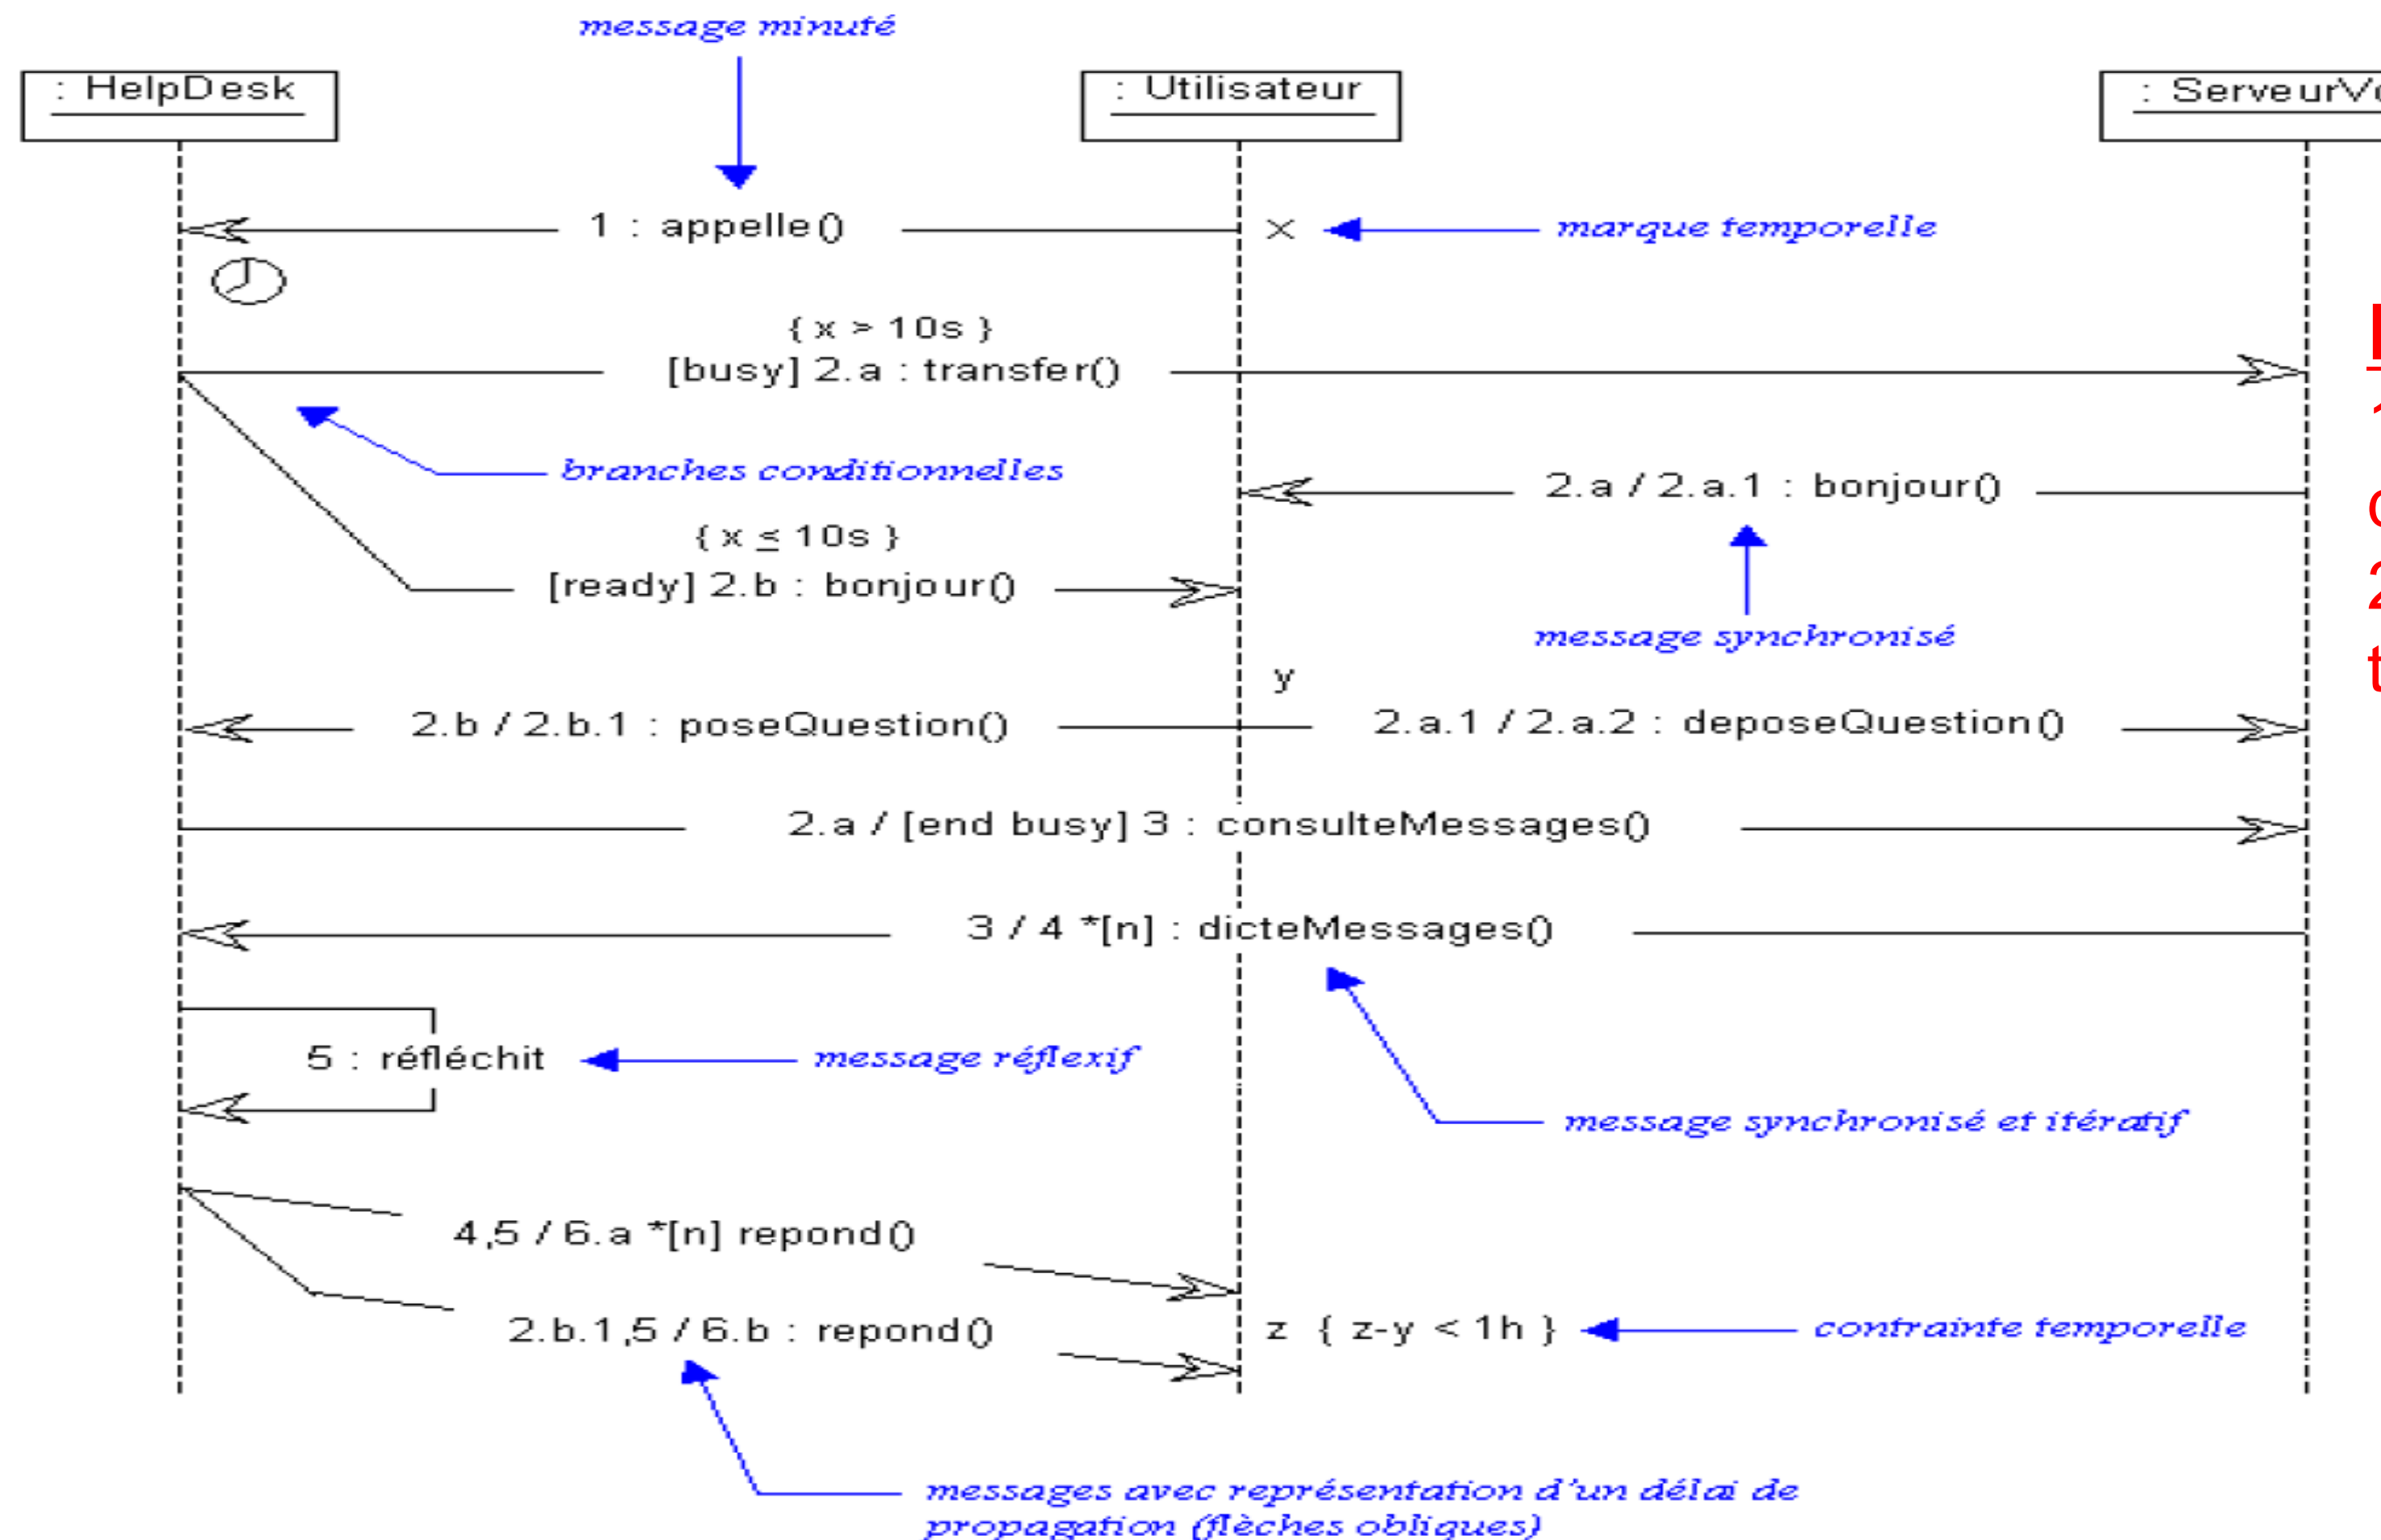 message minuté
: HelpDesk
: Utilisateur
: ServeurVo
1 : appelle()
x
marque temporelle
{ x > 10s }
[busy] 2.a : transfer()
branches conditionnelles
2.a / 2.a.1 : bonjour()
{ x ≤ 10s }
[ready] 2.b : bonjour()
message synchronisé
y
2.b / 2.b.1 : poseQuestion()
2.a.1 / 2.a.2 : deposeQuestion()
2.a / [end busy] 3 : consulteMessages()
3 / 4 *[n] : dicteMessages()
5 : réfléchit
message réflexif
message synchronisé et itératif
4,5 / 6.a *[n] repond()
2.b.1,5 / 6.b : repond()
z { z-y < 1h }
contrainte temporelle
messages avec représentation d'un délai de
propagation (flèches obliques)